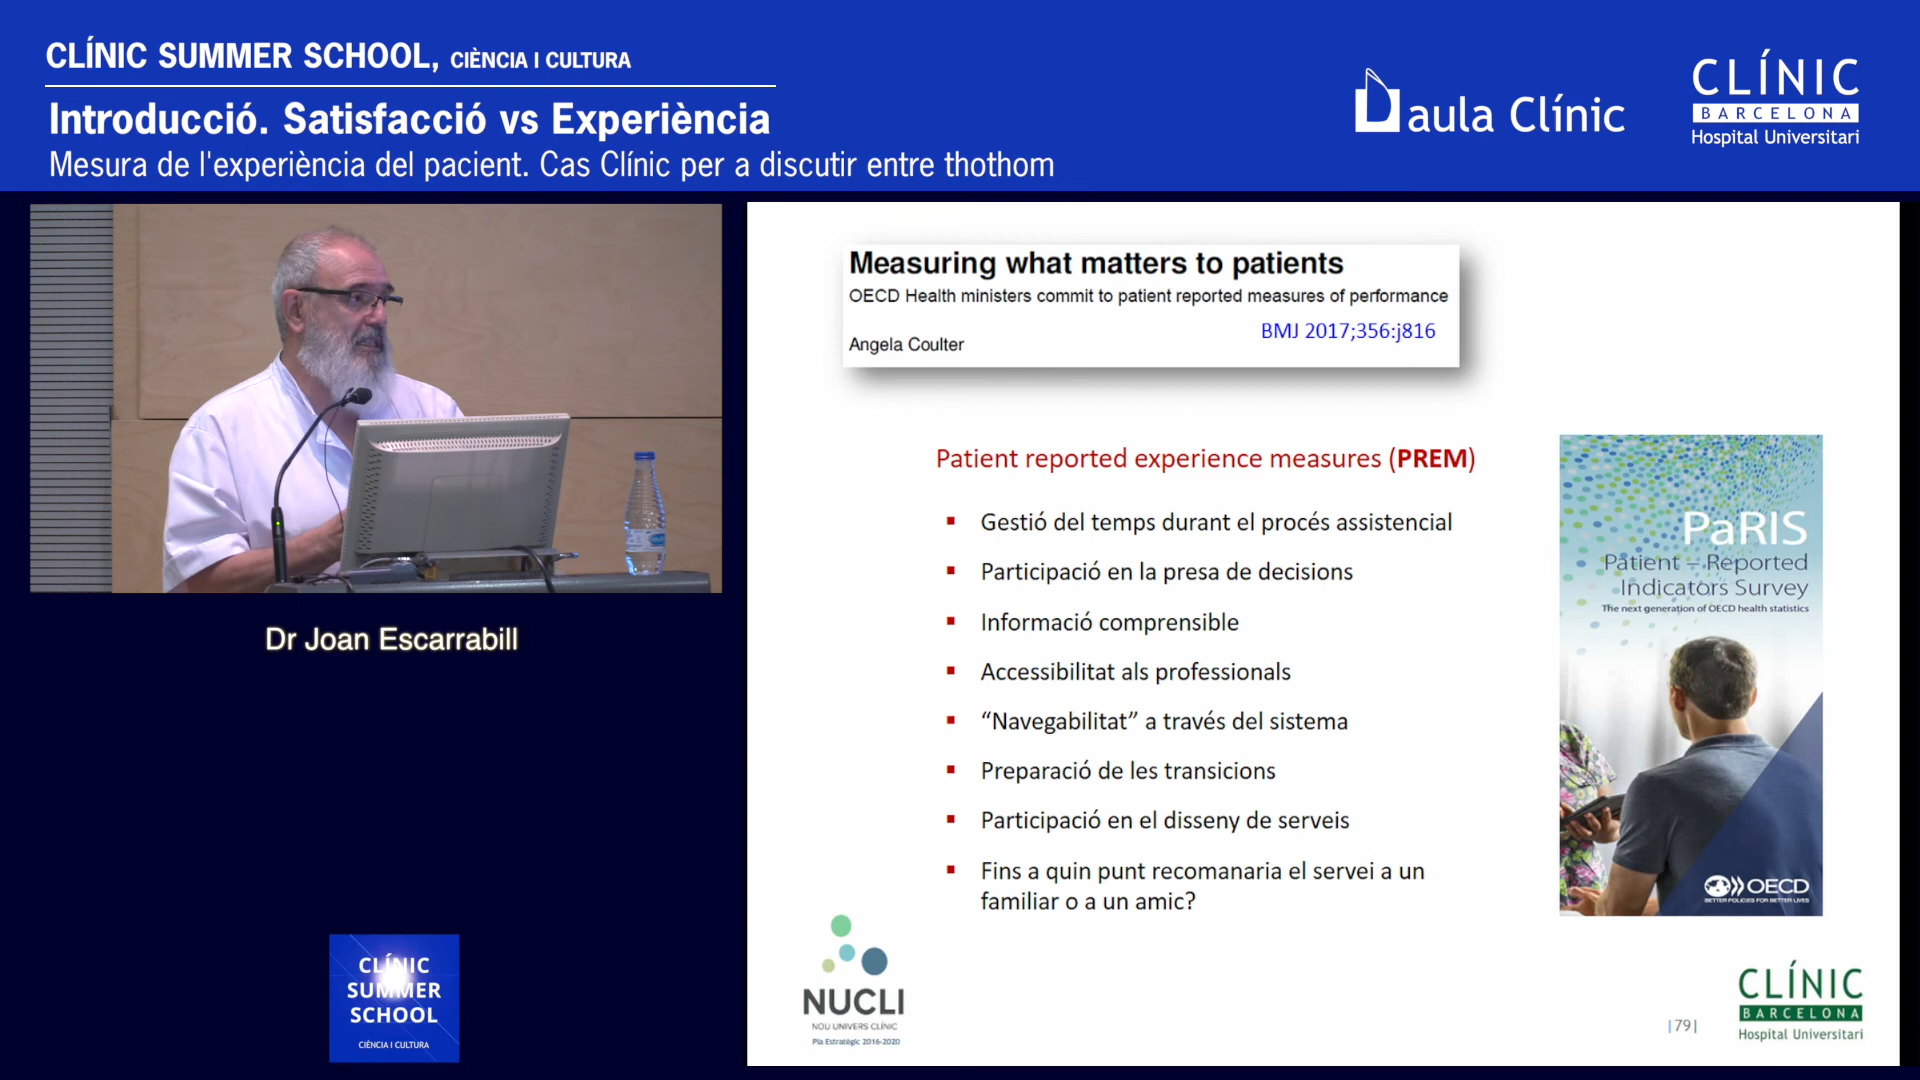 CLÍNIC SUMMER SCHOOL, CIÈNCIA I CULTURA
Introducció. Satisfacció vs Experiència
Mesura de l'experiència del pacient. Cas Clínic per a discutir entre thothom
aula Clínic
CLÍNIC
BARCELONA
Hospital Universitari
Measuring what matters to patients
OECD Health ministers commit to patient reported measures of performance
BMJ 2017;356:j816
Angela Coulter
Patient reported experience measures (PREM)
▪ Gestió del temps durant el procés assistencial
▪ Participació en la presa de decisions
▪ Informació comprensible
▪ Accessibilitat als professionals
▪ “Navegabilitat” a través del sistema
▪ Preparació de les transicions
▪ Participació en el disseny de serveis
▪ Fins a quin punt recomanaria el servei a un
familiar o a un amic?
PaRIS
Patient – Reported
Indicators Survey
The next generation of OECD health statistics
OECD
BETTER POLICIES FOR BETTER LIVES
Dr Joan Escarrabill
CLÍNIC
SUMMER
SCHOOL
CIÈNCIA I CULTURA
NUCLI
NOU UNIVERS CLÍNIC
Pla Estratègic 2016-2020
|79|
CLÍNIC
BARCELONA
Hospital Universitari